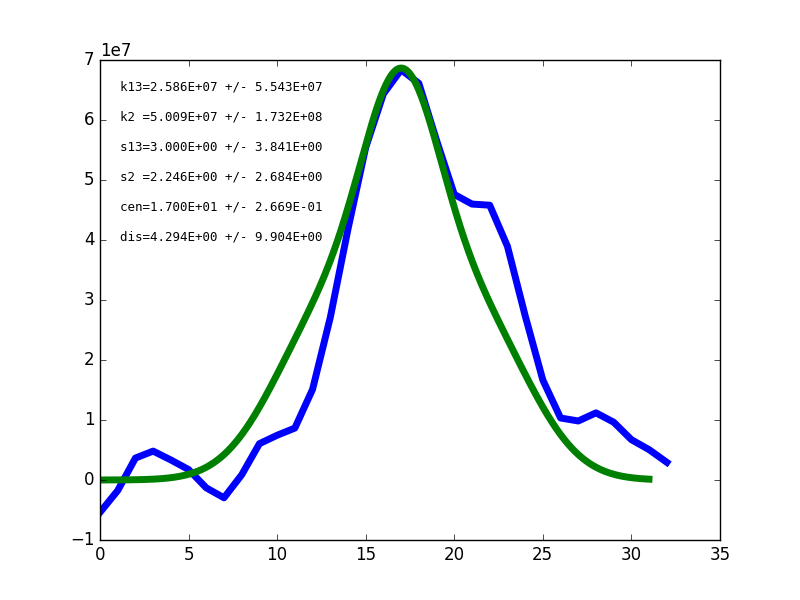 1e7
7
k13=2.586E+07 +/- 5.543E+07
6
k2 =5.009E+07 +/- 1.732E+08
s13=3.000E+00 +/- 3.841E+00
5
s2 =2.246E+00 +/- 2.684E+00
cen=1.700E+01 +/- 2.669E-01
4
dis=4.294E+00 +/- 9.904E+00
3
2
1
0
−1
0 5 10 15 20 25 30 35